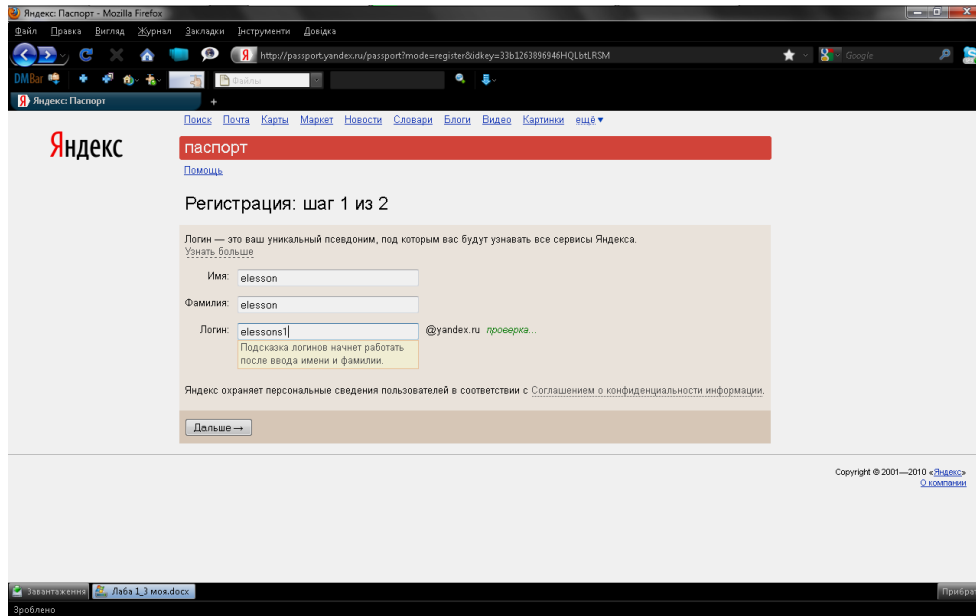 Яндекс: Паспорт - Mozilla Firefox
Файл Правка Вигляд Журнал Закладки Інструменти Довідка
http://passport.yandex.ru/passport?mode=register&idkey=33b1263896946HQLbtLRSM
Google
DMBar
Файлы
Яндекс: Паспорт
Поиск Почта Карты Маркет Новости Словари Блоги Видео Картинки ещё
Яндекс
паспорт
Помощь
Регистрация: шаг 1 из 2
Логин — это ваш уникальный псевдоним, под которым вас будут узнавать все сервисы Яндекса.
Узнать больше
Имя: elesson
Фамилия: elesson
Логин: elessons1 @yandex.ru проверка...
Подсказка логинов начнет работать
после ввода имени и фамилии.
Яндекс охраняет персональные сведения пользователей в соответствии с Соглашением о конфиденциальности информации.
Дальше →
Copyright © 2001—2010 «Яндекс»
О компании
Завантаження Лаба 1_3 моя.docx Прибра
Зроблено